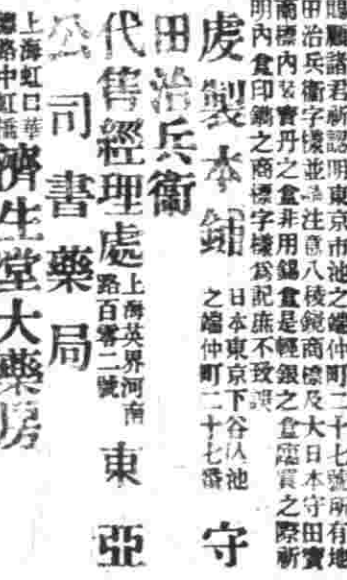 賜顧諸君祈認明東京市池之端仲町二十七號所有地
田治兵衞字樣並請注意八稜鏡商標及大日本守田寶
商標內裝寶丹之盒非用錫盒是輕銀之盒購買之際祈
明內盒印鐫之商標字樣爲記庶不致誤
虔製本鋪 日本東京下谷區池
之端仲町二十七番 守
田治兵衞
代售經理處 上海英界河南
路百零二號 東亞
公司書藥局
上海虹口華
德路中虹橋 濟生堂大藥房